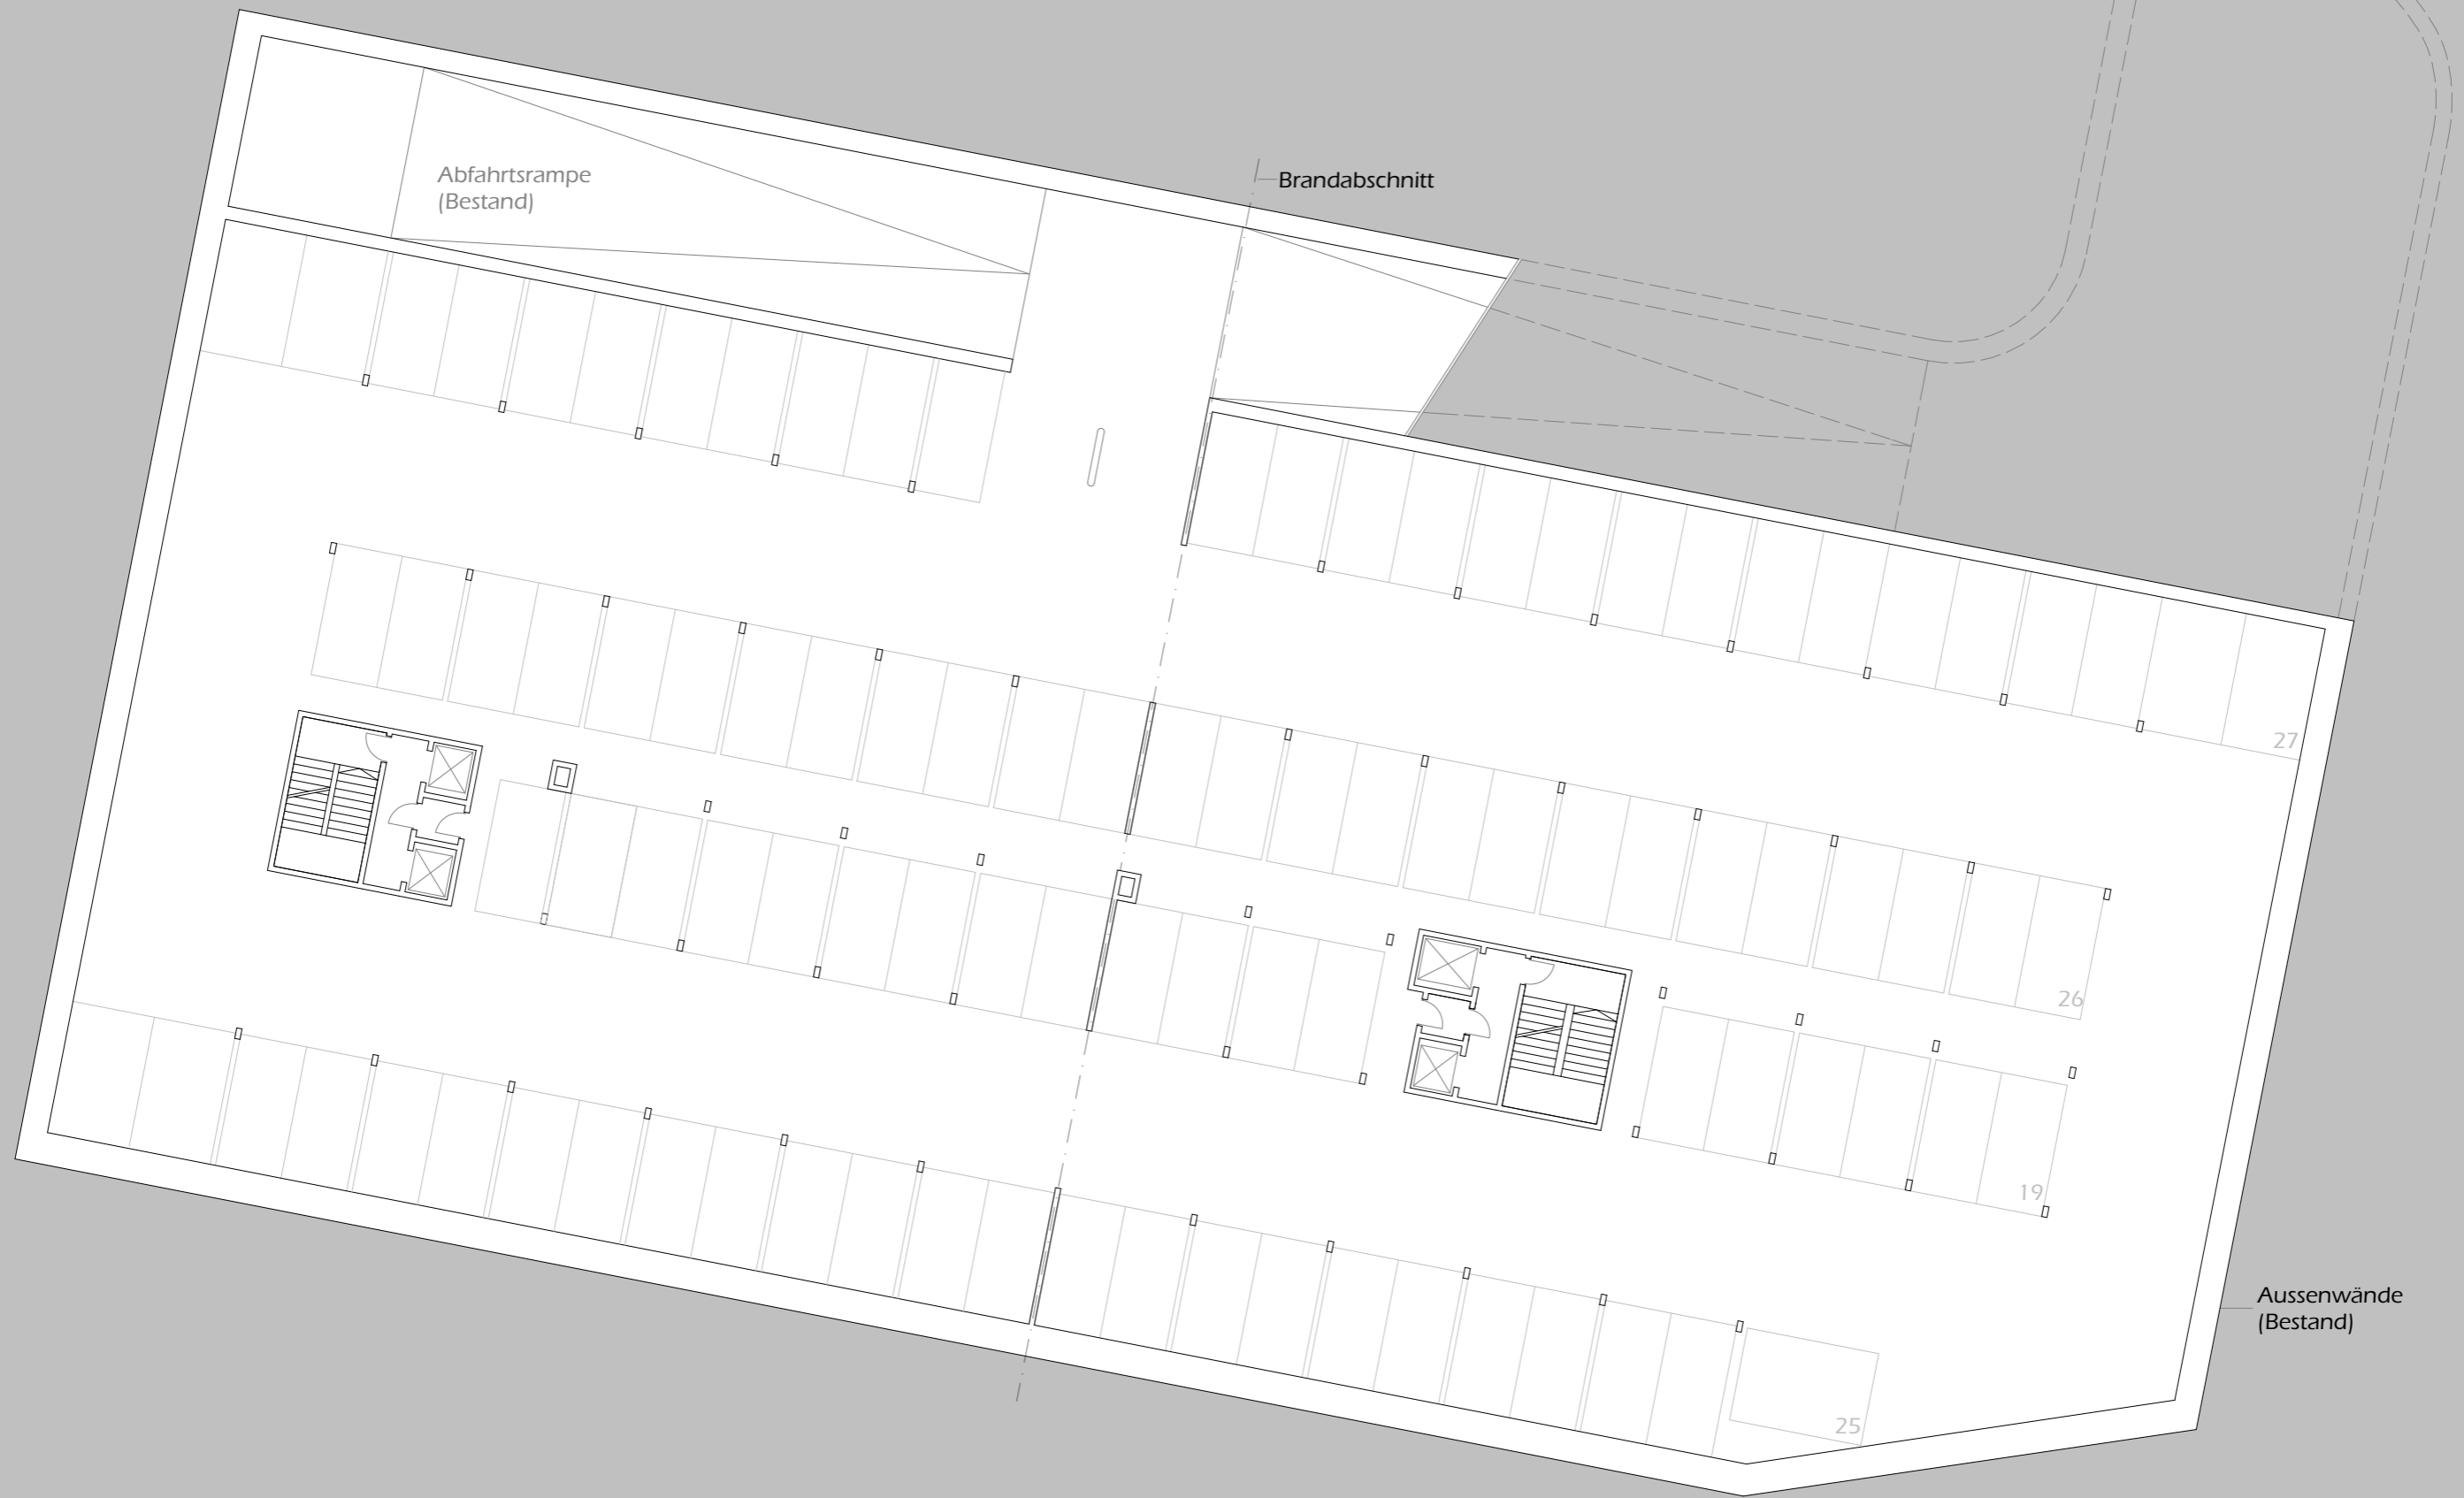 Abfahrtsrampe
(Bestand)
Brandabschnitt
27
26
19
25
Aussenwände
(Bestand)